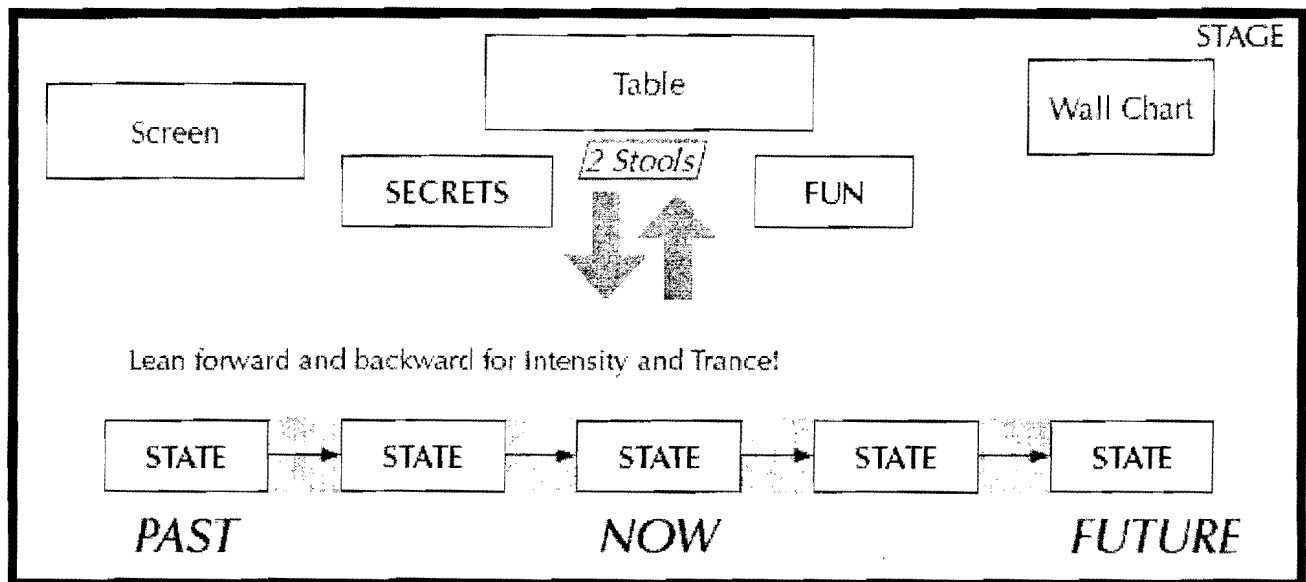 STAGE
Table
Screen
Wall Chart
2 Stools
SECRETS
FUN
Lean forward and backward for Intensity and Trance!
STATE STATE STATE STATE STATE
PAST NOW FUTURE